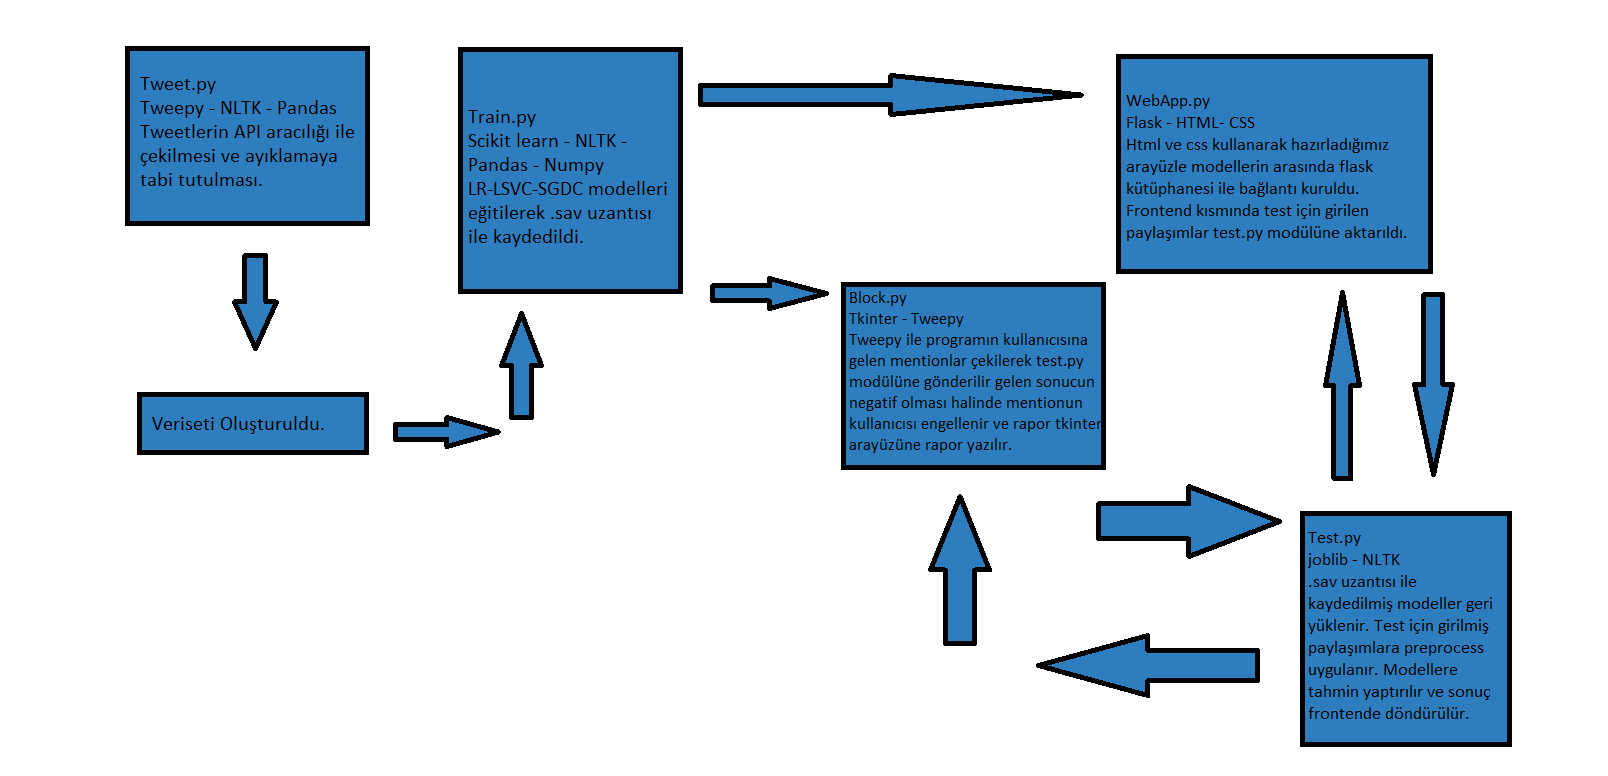 Tweet.py
Tweepy - NLTK - Pandas
Tweetlerin API aracılığı ile
çekilmesi ve ayıklamaya
tabi tutulması.
Veriseti Oluşturuldu.
Train.py
Scikit learn - NLTK -
Pandas - Numpy
LR-LSVC-SGDC modelleri
eğitilerek .sav uzantısı
ile kaydedildi.
Block.py
Tkinter - Tweepy
Tweepy ile programın kullanıcısına
gelen mentionlar çekilerek test.py
modülüne gönderilir gelen sonucun
negatif olması halinde mentionun
kullanıcısı engellenir ve rapor tkinter
arayüzüne rapor yazılır.
WebApp.py
Flask - HTML- CSS
Html ve css kullanarak hazırladığımız
arayüzle modellerin arasında flask
kütüphanesi ile bağlantı kuruldu.
Frontend kısmında test için girilen
paylaşımlar test.py modülüne aktarıldı.
Test.py
joblib - NLTK
.sav uzantısı ile
kaydedilmiş modeller geri
yüklenir. Test için girilmiş
paylaşımlara preprocess
uygulanır. Modellere
tahmin yaptırılır ve sonuç
frontende döndürülür.